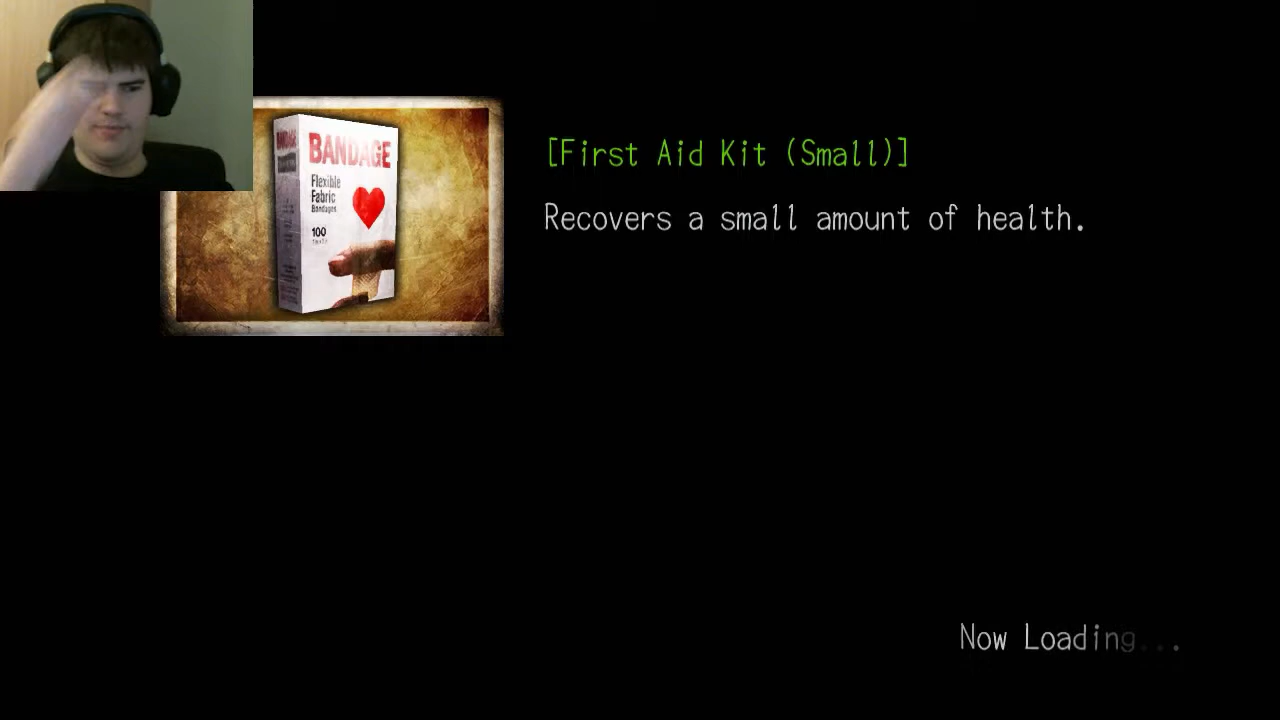 BANDAGE
Flexible
Fabric
Bandages
100
[First Aid Kit (Small)]
Recovers a small amount of health.
Now Loading...